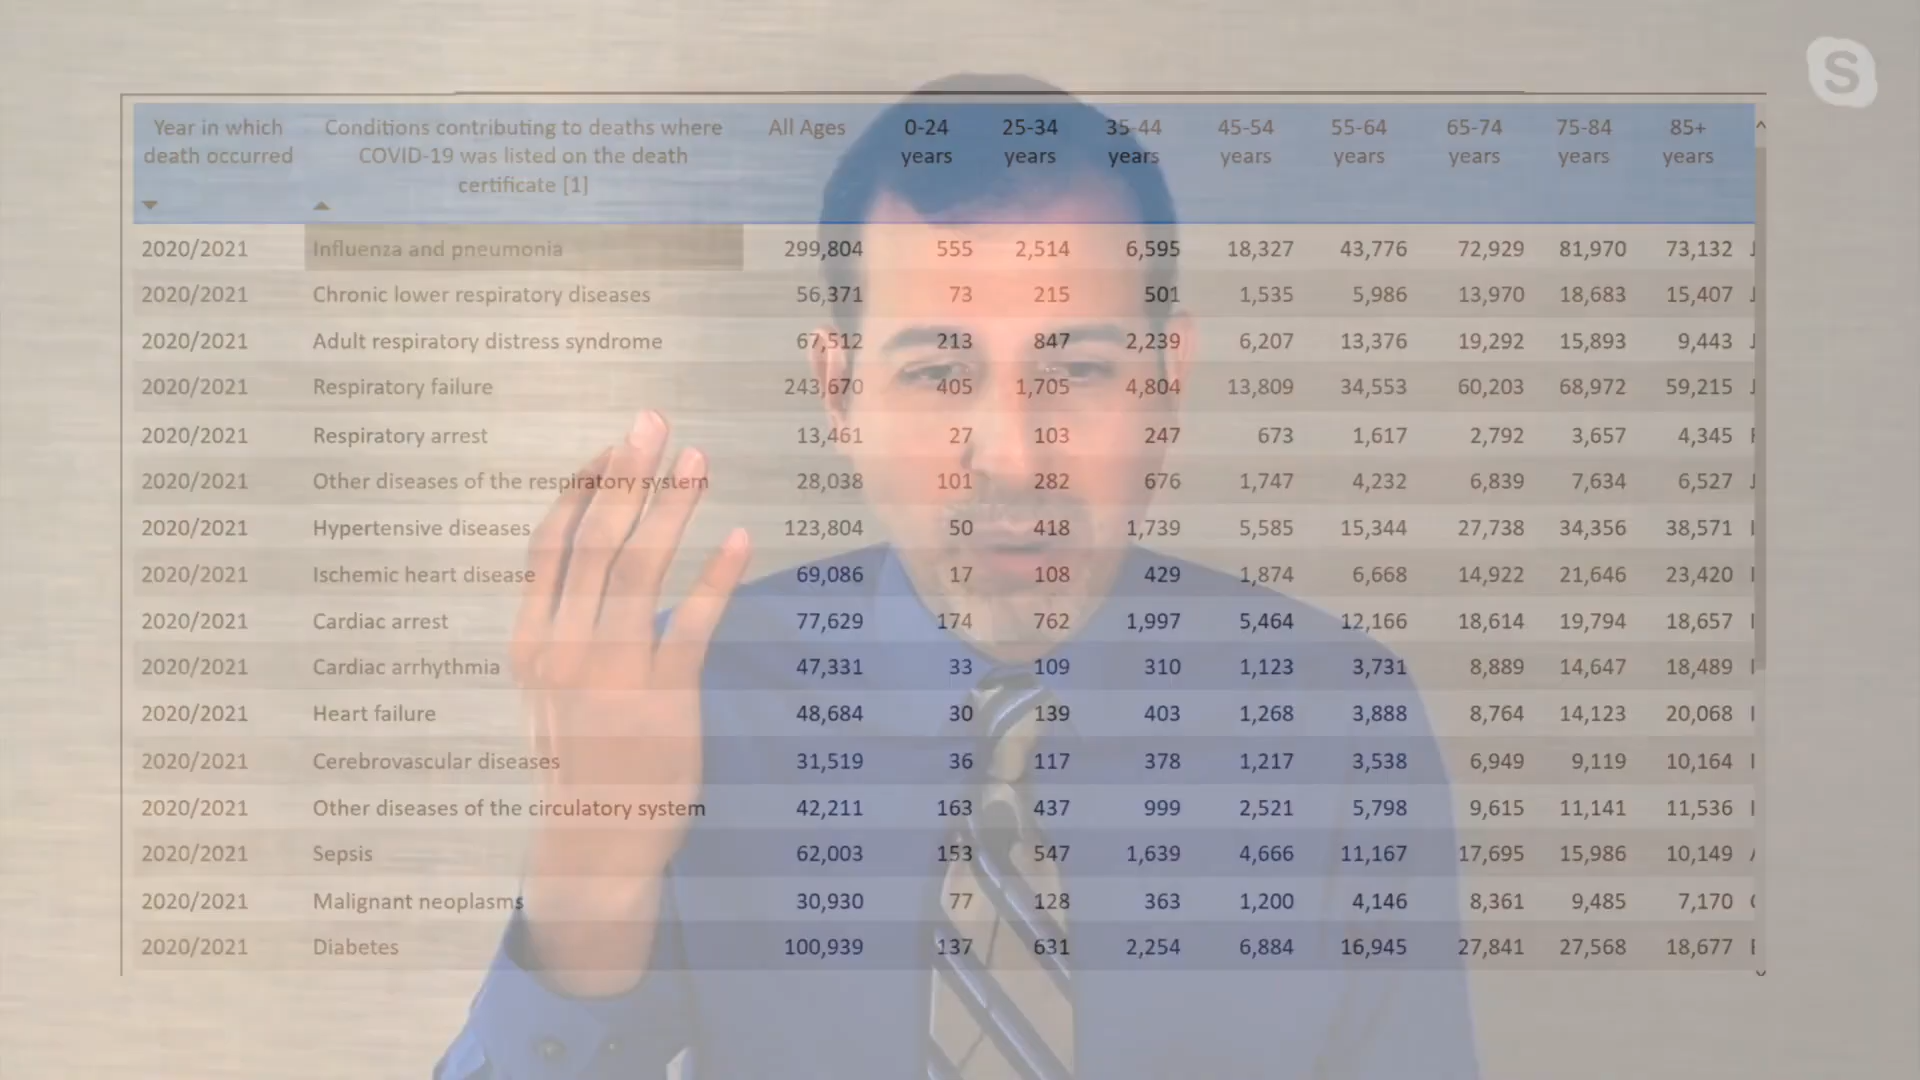 Year in which death occurred | Conditions contributing to deaths where COVID-19 was listed on the death certificate [1] | All Ages | 0-24 years | 25-34 years | 35-44 years | 45-54 years | 55-64 years | 65-74 years | 75-84 years | 85+ years
2020/2021 Influenza and pneumonia 299,804 555 2,514 6,595 18,327 43,776 72,929 81,970 73,132
2020/2021 Chronic lower respiratory diseases 56,371 73 215 501 1,535 5,986 13,970 18,683 15,407
2020/2021 Adult respiratory distress syndrome 67,512 213 847 2,239 6,207 13,376 19,292 15,893 9,443
2020/2021 Respiratory failure 243,670 405 1,705 4,804 13,809 34,553 60,203 68,972 59,215
2020/2021 Respiratory arrest 13,461 27 103 247 673 1,617 2,792 3,657 4,345
2020/2021 Other diseases of the respiratory system 28,038 101 282 676 1,747 4,232 6,839 7,634 6,527
2020/2021 Hypertensive diseases 123,804 50 418 1,739 5,585 15,344 27,738 34,356 38,571
2020/2021 Ischemic heart disease 69,086 17 108 429 1,874 6,668 14,922 21,646 23,420
2020/2021 Cardiac arrest 77,629 174 762 1,997 5,464 12,166 18,614 19,794 18,657
2020/2021 Cardiac arrhythmia 47,331 33 109 310 1,123 3,731 8,889 14,647 18,489
2020/2021 Heart failure 48,684 30 139 403 1,268 3,888 8,764 14,123 20,068
2020/2021 Cerebrovascular diseases 31,519 36 117 378 1,217 3,538 6,949 9,119 10,164
2020/2021 Other diseases of the circulatory system 42,211 163 437 999 2,521 5,798 9,615 11,141 11,536
2020/2021 Sepsis 62,003 153 547 1,639 4,666 11,167 17,695 15,986 10,149
2020/2021 Malignant neoplasms 30,930 77 128 363 1,200 4,146 8,361 9,485 7,170
2020/2021 Diabetes 100,939 137 631 2,254 6,884 16,945 27,841 27,568 18,677